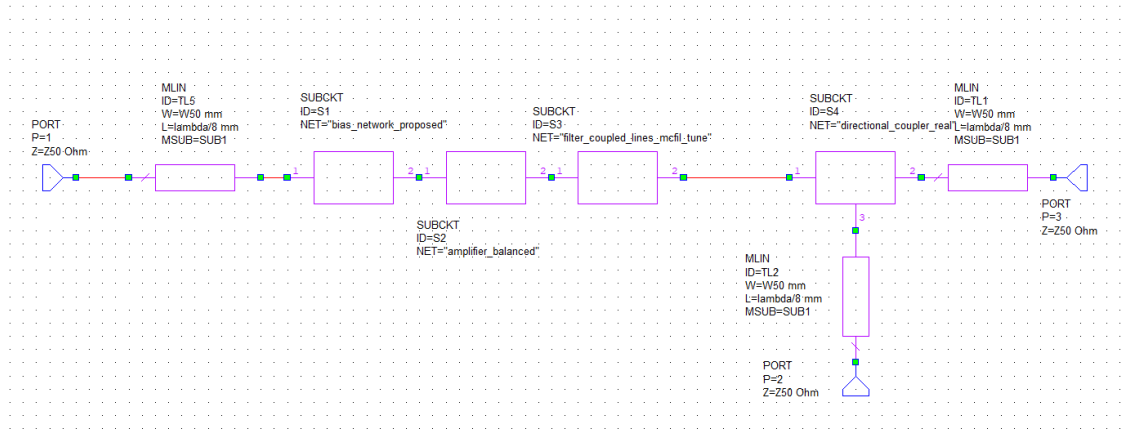 PORT
P=1
Z=Z50 Ohm
MLIN
ID=TL5
W=W50 mm
L=lambda/8 mm
MSUB=SUB1
SUBCKT
ID=S1
NET="bias_network_proposed"
1
2
SUBCKT
ID=S2
NET="amplifier_balanced"
1
2
SUBCKT
ID=S3
NET="filter_coupled_lines_mcfil_tune"
1
2
SUBCKT
ID=S4
NET="directional_coupler_real"
1
2
3
MLIN
ID=TL1
W=W50 mm
L=lambda/8 mm
MSUB=SUB1
PORT
P=3
Z=Z50 Ohm
MLIN
ID=TL2
W=W50 mm
L=lambda/8 mm
MSUB=SUB1
PORT
P=2
Z=Z50 Ohm